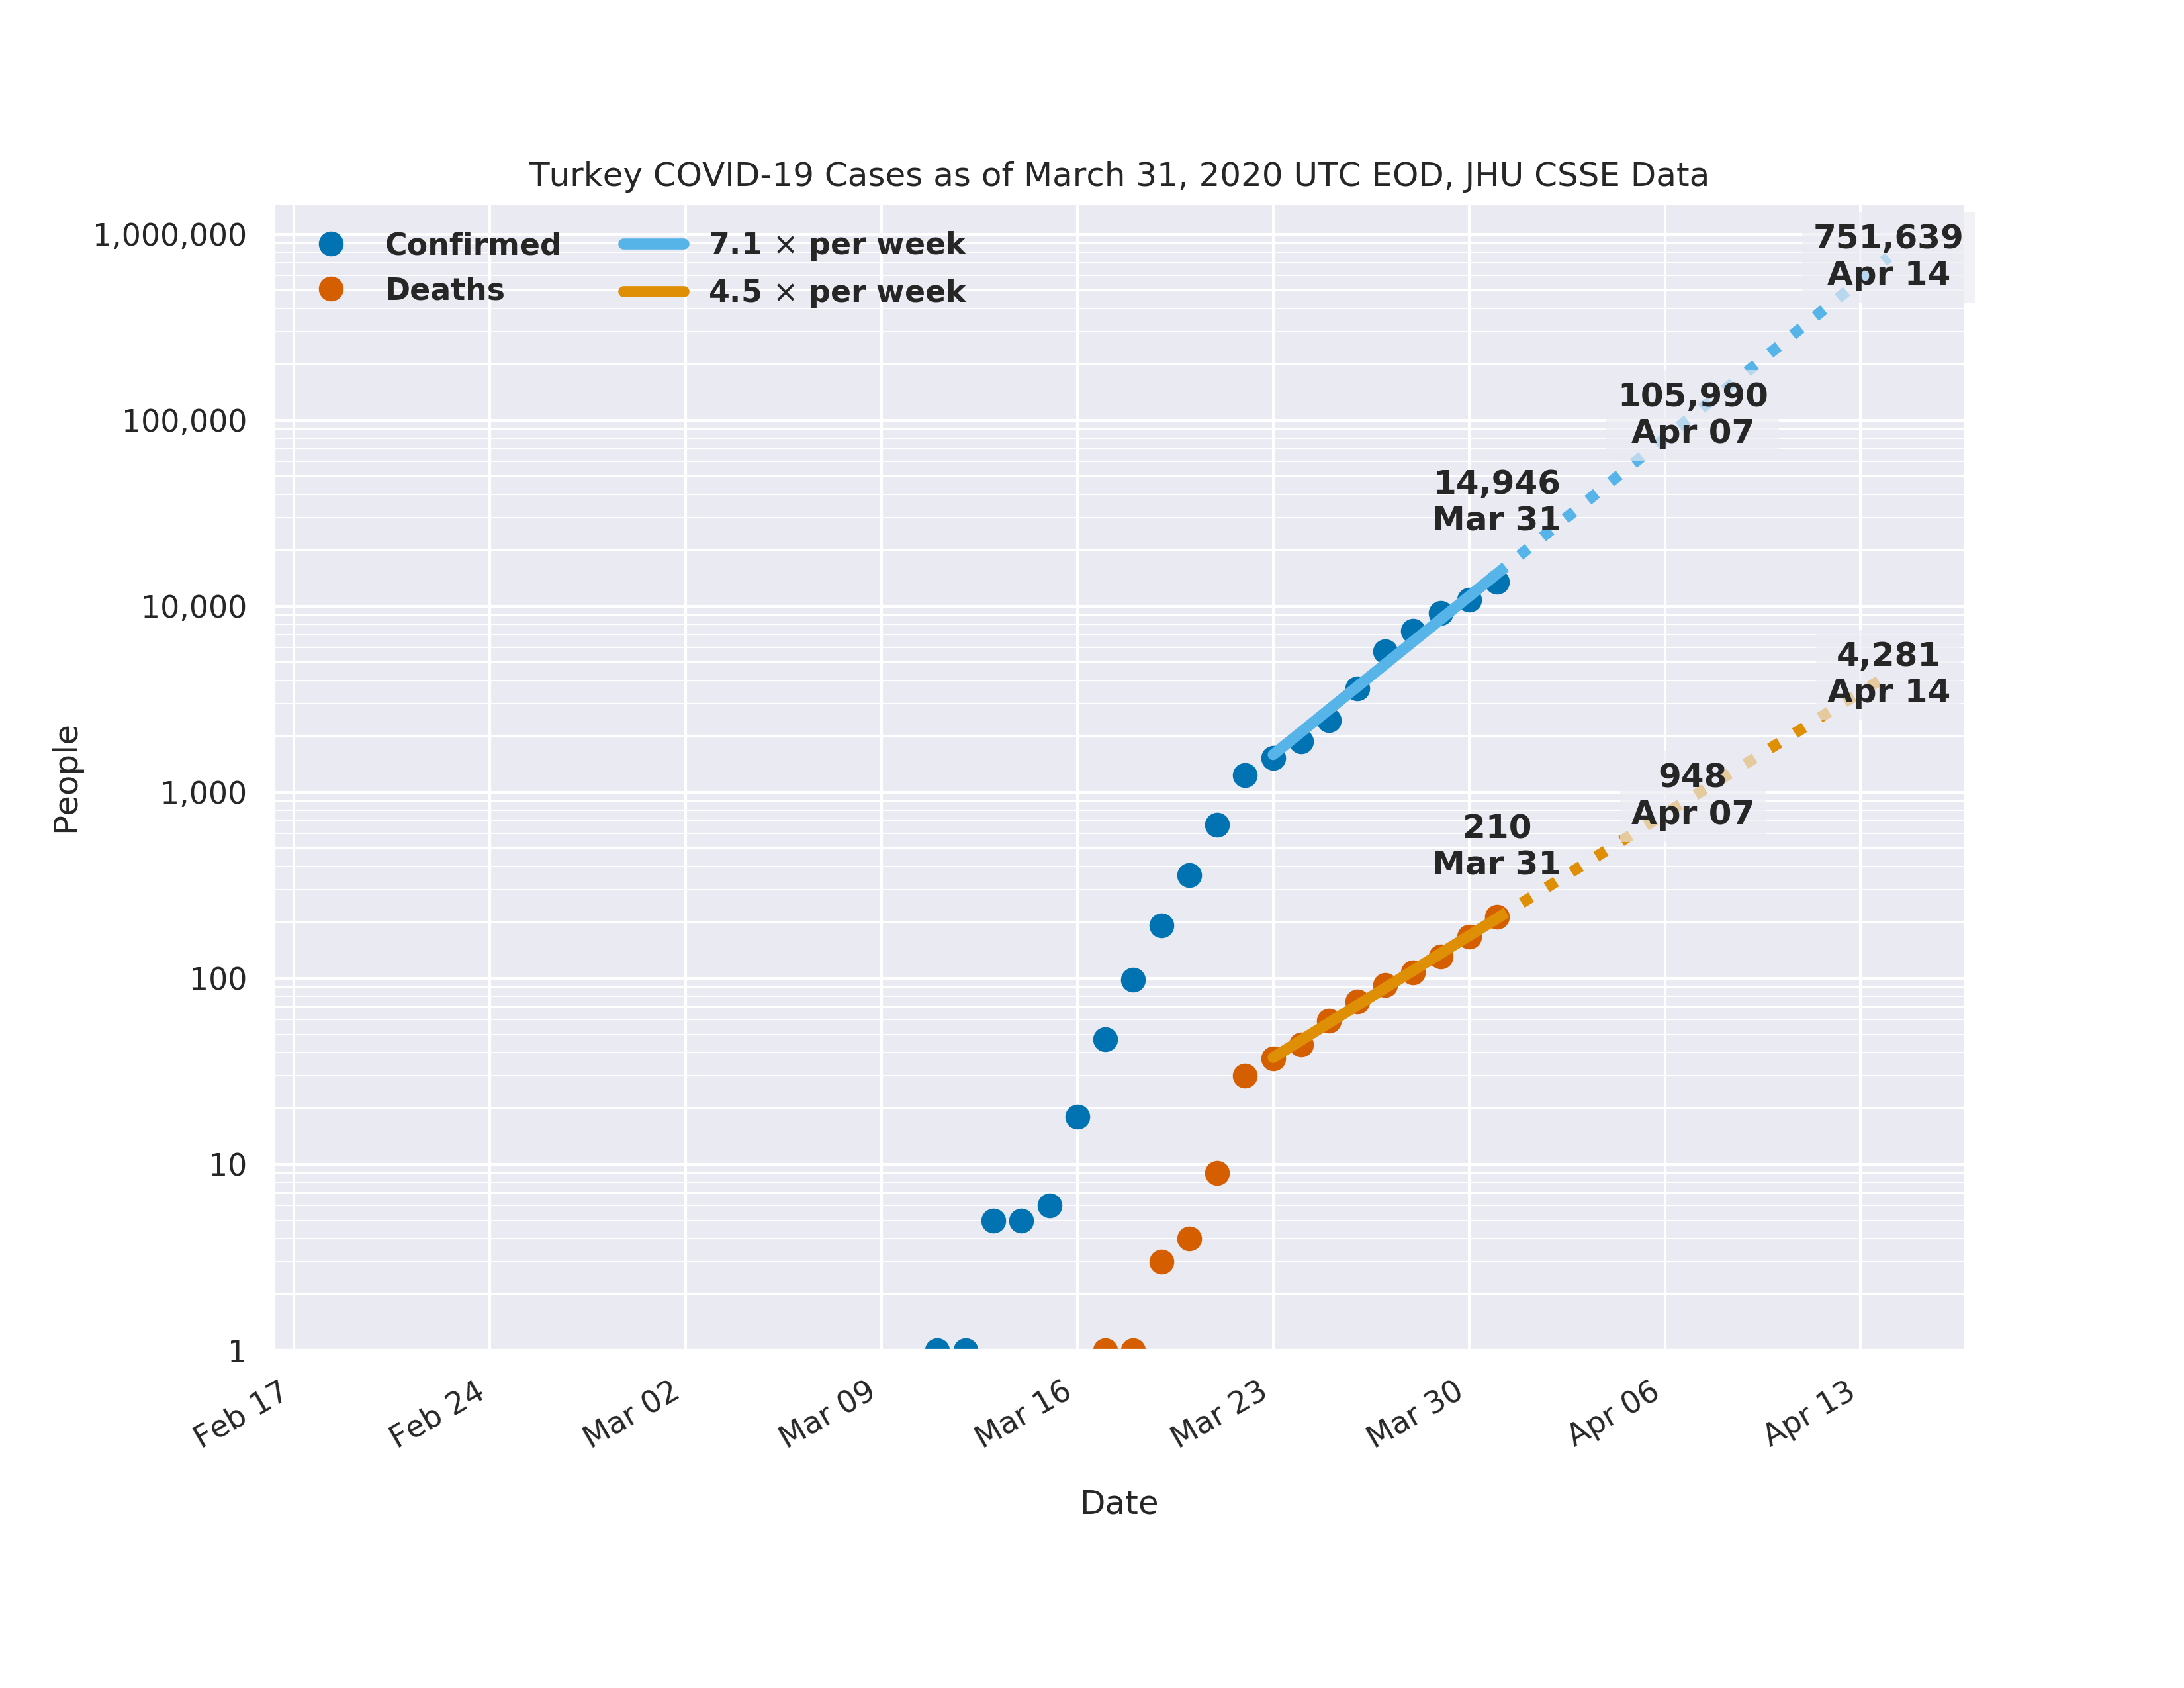 Turkey COVID-19 Cases as of March 31, 2020 UTC EOD, JHU CSSE Data
Confirmed
Deaths
7.1 × per week
4.5 × per week
1,000,000
100,000
10,000
1,000
100
10
1
People
751,639
Apr 14
105,990
Apr 07
14,946
Mar 31
4,281
Apr 14
948
Apr 07
210
Mar 31
Feb 17
Feb 24
Mar 02
Mar 09
Mar 16
Mar 23
Mar 30
Apr 06
Apr 13
Date